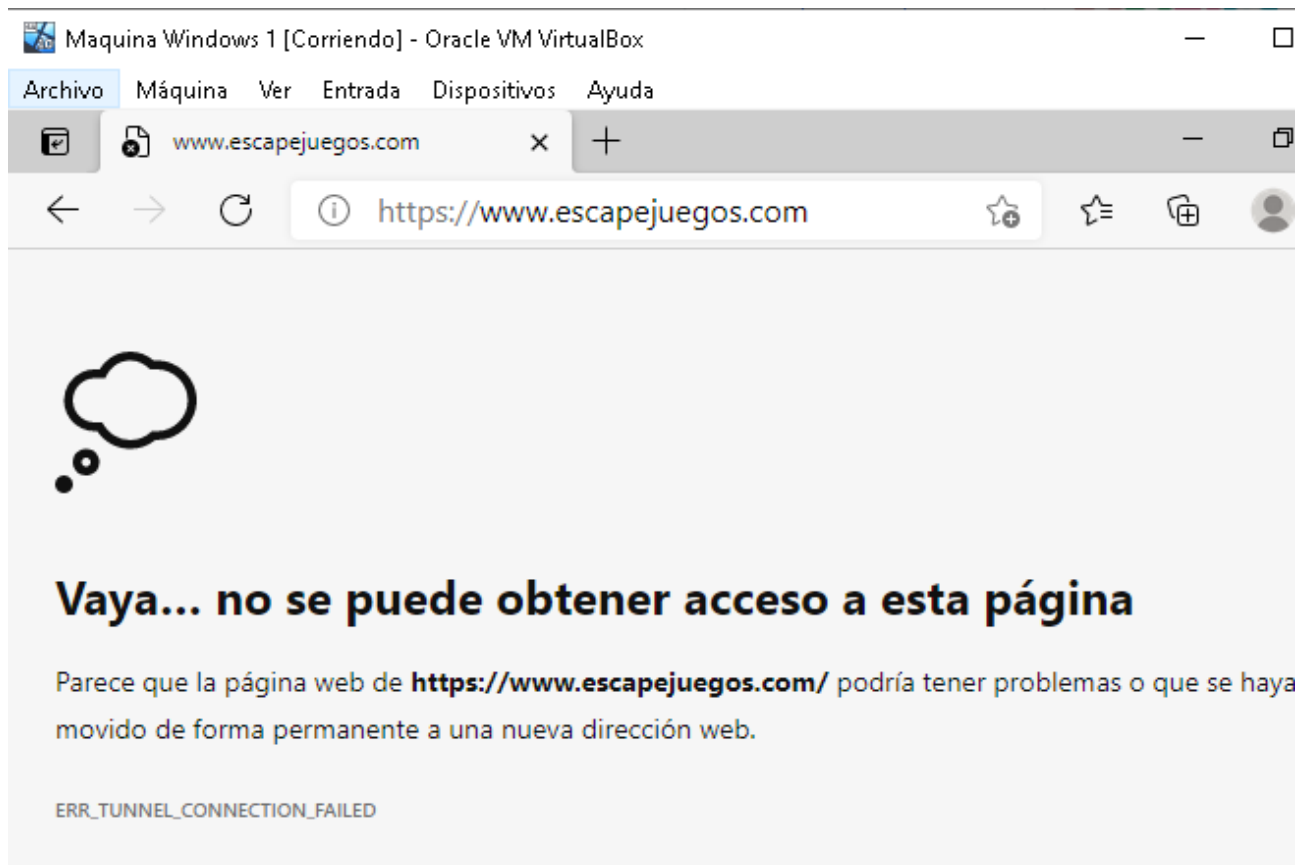 Maquina Windows 1 [Corriendo] - Oracle VM VirtualBox
Archivo Máquina Ver Entrada Dispositivos Ayuda
www.escapejuegos.com
https://www.escapejuegos.com
Vaya... no se puede obtener acceso a esta página
Parece que la página web de https://www.escapejuegos.com/ podría tener problemas o que se haya
movido de forma permanente a una nueva dirección web.
ERR_TUNNEL_CONNECTION_FAILED